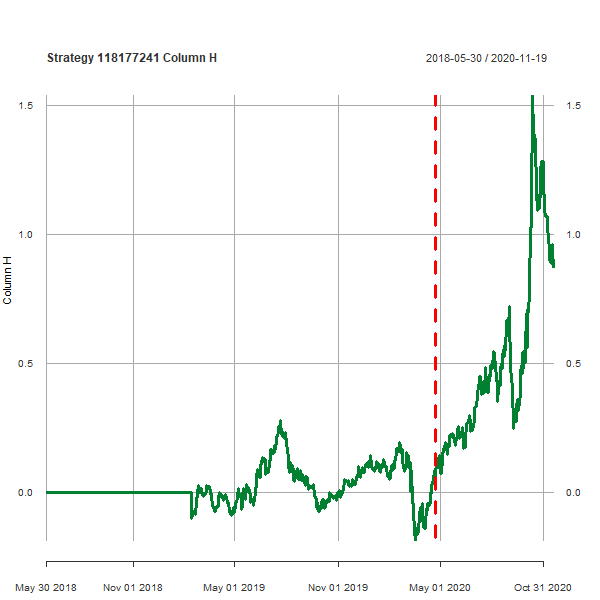 Strategy 118177241 Column H
2018-05-30 / 2020-11-19
1.5
1.5
1.0
1.0
Column H
0.5
0.5
0.0
0.0
May 30 2018
Nov 01 2018
May 01 2019
Nov 01 2019
May 01 2020
Oct 31 2020